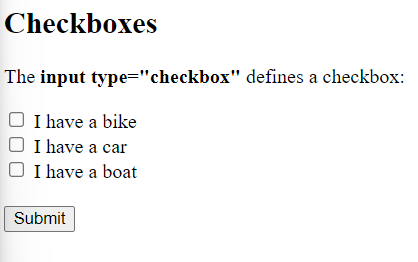 Checkboxes
The input type="checkbox" defines a checkbox:
I have a bike
I have a car
I have a boat
Submit